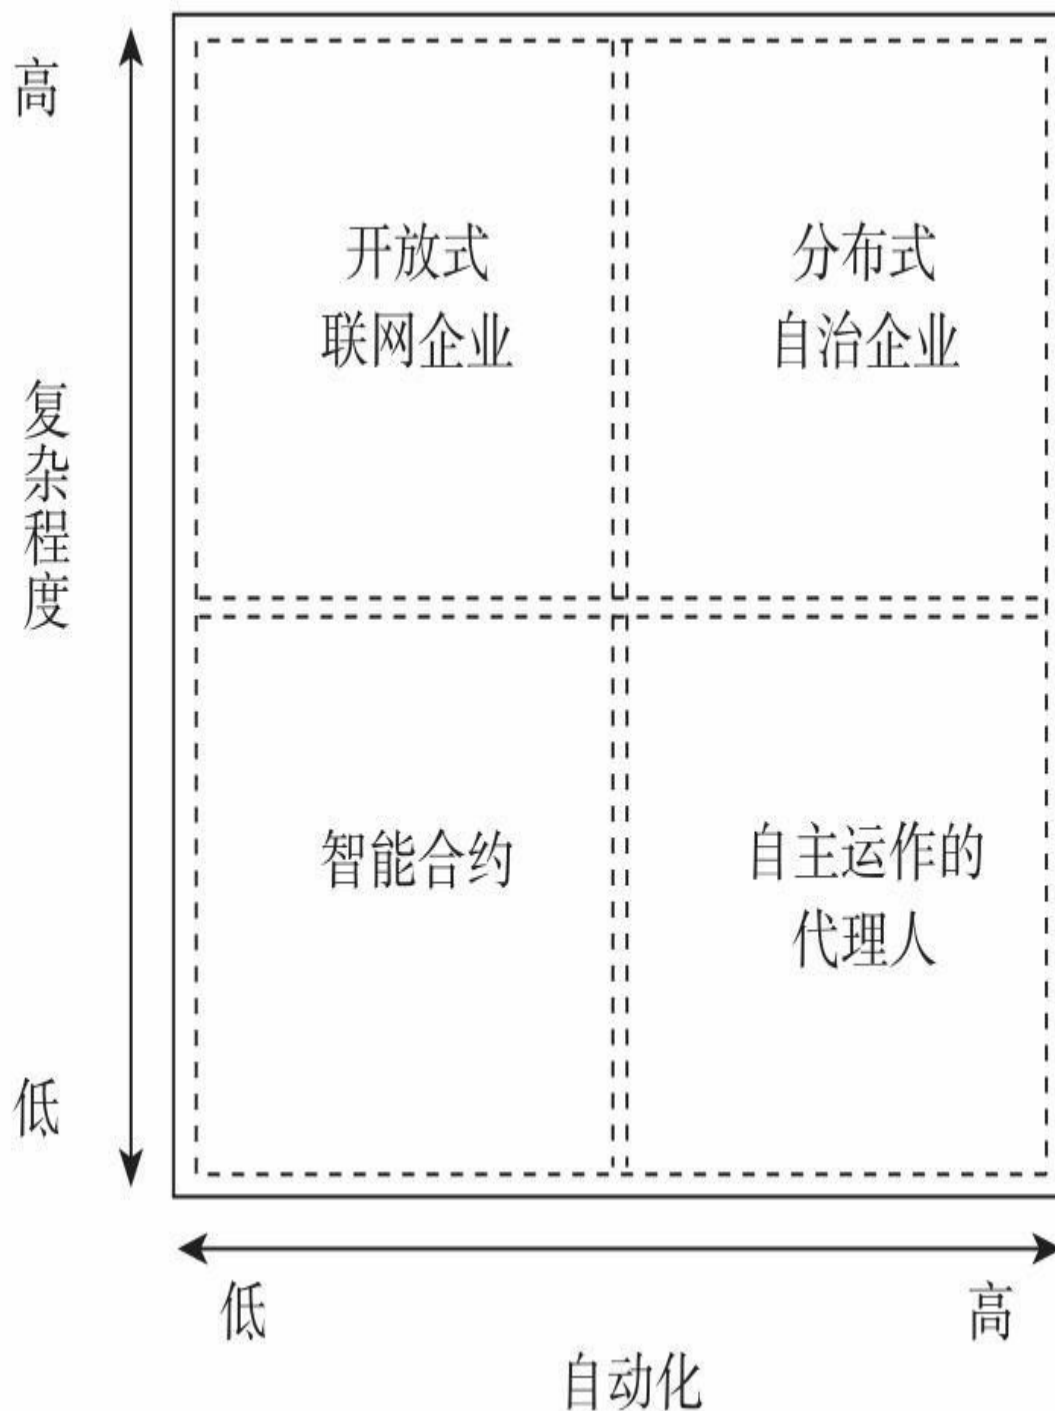 高
开放式
联网企业
分布式
自治企业
复杂程度
智能合约
自主运作的
代理人
低
低
高
自动化